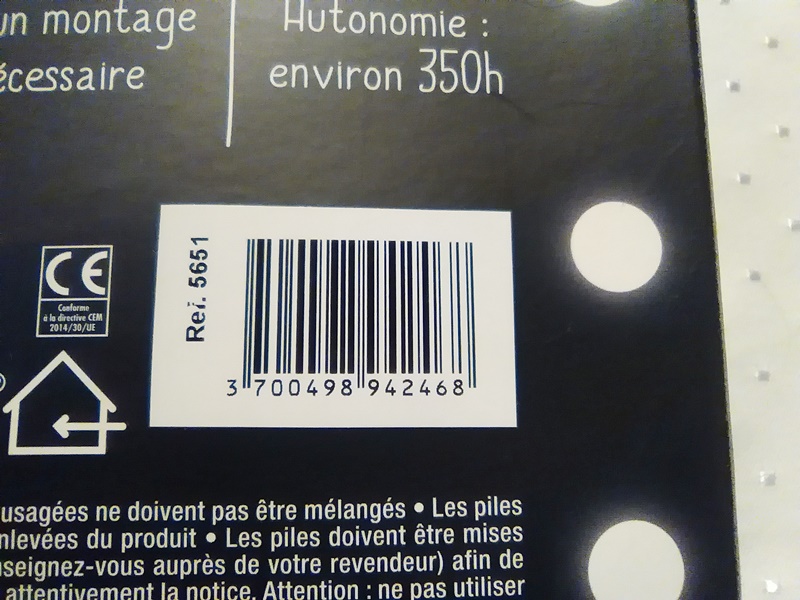 un montage
écessaire
Autonomie :
environ 350h
Réf. 5651
3 700498 942468
CE
Conforme
à la directive CEM
2014/30/UE
usagées ne doivent pas être mélangés • Les piles
nlevées du produit • Les piles doivent être mises
nseignez-vous auprès de votre revendeur) afin de
attentivement la notice. Attention : ne pas utiliser